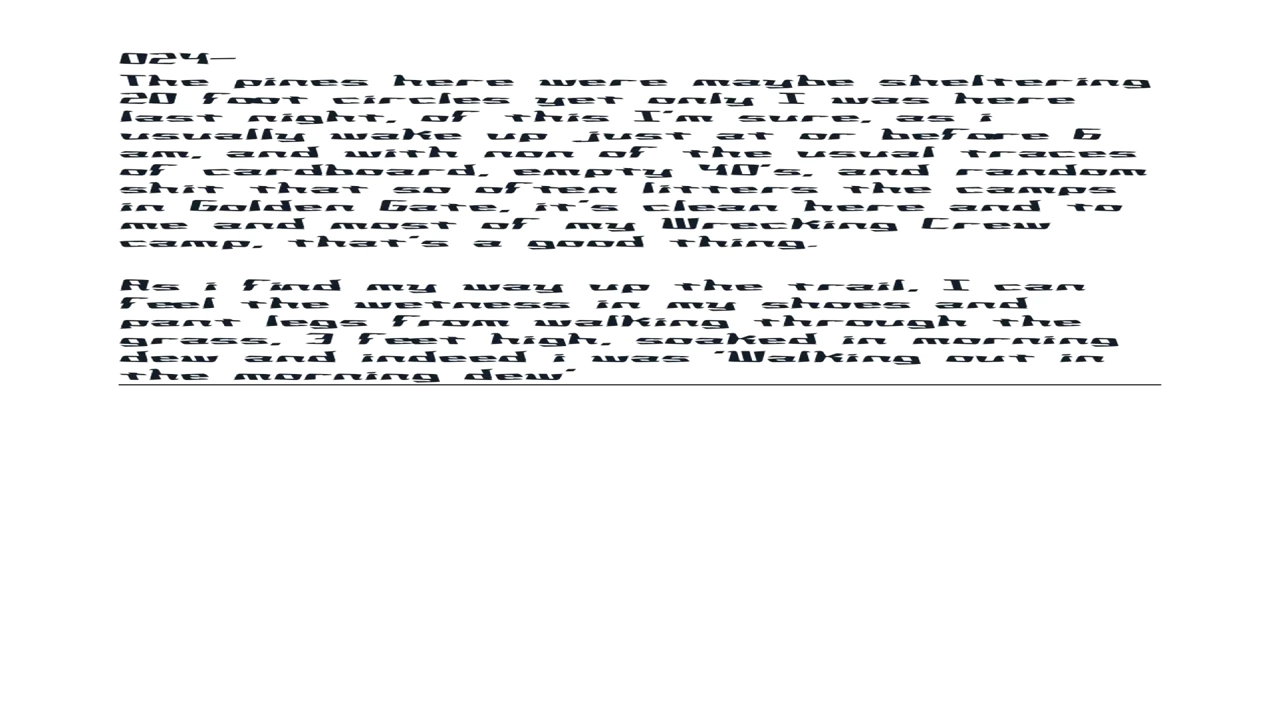 024—
The pines here were maybe sheltering
20 foot circles yet only I was here
last night, of this I'm sure, as i
usually wake up just at or before 6
am, and with non of the usual traces
of cardboard, empty 40's, and random
shit that so often litters the camps
in Golden Gate, it's clean here and to
me and most of my Wrecking Crew
camp, that's a good thing.
As i find my way up the trail, I can
feel the wetness in my shoes and
pant legs from walking through the
grass, 3 feet high, soaked in morning
dew and indeed i was 'Walking out in
the morning dew'